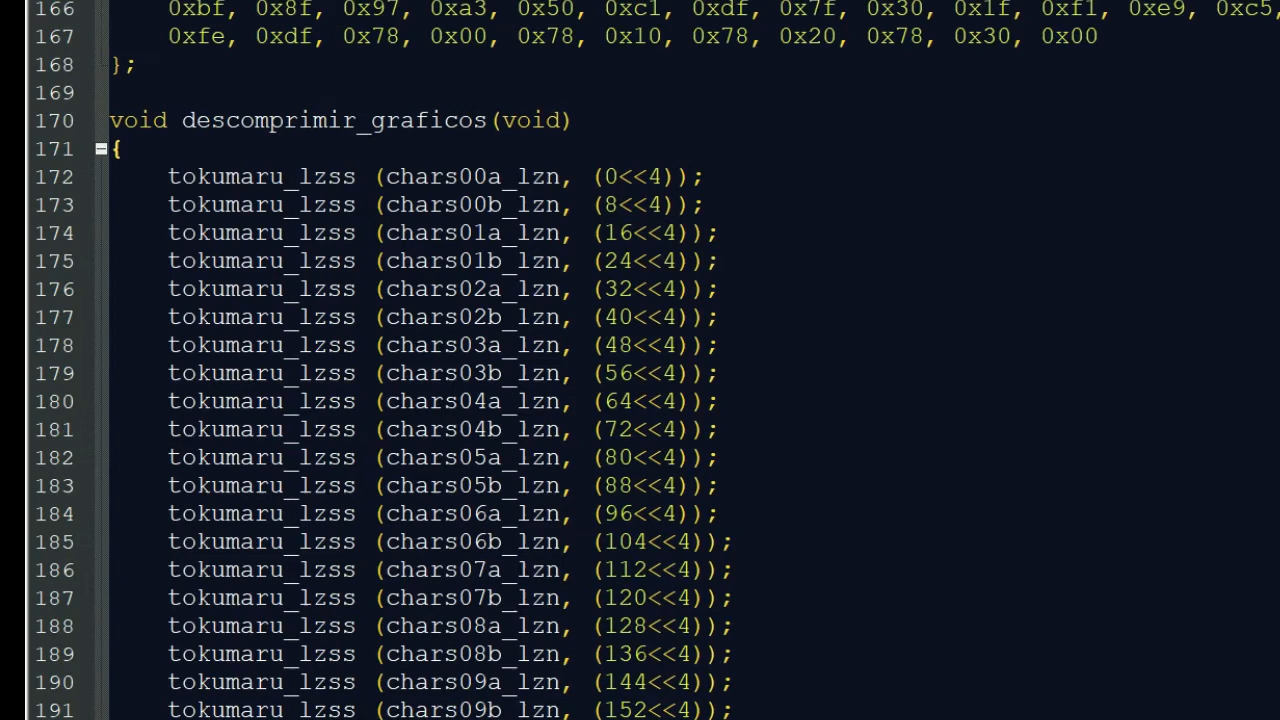 166 0xbf, 0x8f, 0x97, 0xa3, 0x50, 0xc1, 0xdf, 0x7f, 0x30, 0x1f, 0xf1, 0xe9, 0xc5,
167 0xfe, 0xdf, 0x78, 0x00, 0x78, 0x10, 0x78, 0x20, 0x78, 0x30, 0x00
168 };
169
170 void descomprimir_graficos(void)
171 {
172 tokumaru_lzss (chars00a_lzn, (0<<4));
173 tokumaru_lzss (chars00b_lzn, (8<<4));
174 tokumaru_lzss (chars01a_lzn, (16<<4));
175 tokumaru_lzss (chars01b_lzn, (24<<4));
176 tokumaru_lzss (chars02a_lzn, (32<<4));
177 tokumaru_lzss (chars02b_lzn, (40<<4));
178 tokumaru_lzss (chars03a_lzn, (48<<4));
179 tokumaru_lzss (chars03b_lzn, (56<<4));
180 tokumaru_lzss (chars04a_lzn, (64<<4));
181 tokumaru_lzss (chars04b_lzn, (72<<4));
182 tokumaru_lzss (chars05a_lzn, (80<<4));
183 tokumaru_lzss (chars05b_lzn, (88<<4));
184 tokumaru_lzss (chars06a_lzn, (96<<4));
185 tokumaru_lzss (chars06b_lzn, (104<<4));
186 tokumaru_lzss (chars07a_lzn, (112<<4));
187 tokumaru_lzss (chars07b_lzn, (120<<4));
188 tokumaru_lzss (chars08a_lzn, (128<<4));
189 tokumaru_lzss (chars08b_lzn, (136<<4));
190 tokumaru_lzss (chars09a_lzn, (144<<4));
191 tokumaru_lzss (chars09b_lzn, (152<<4));